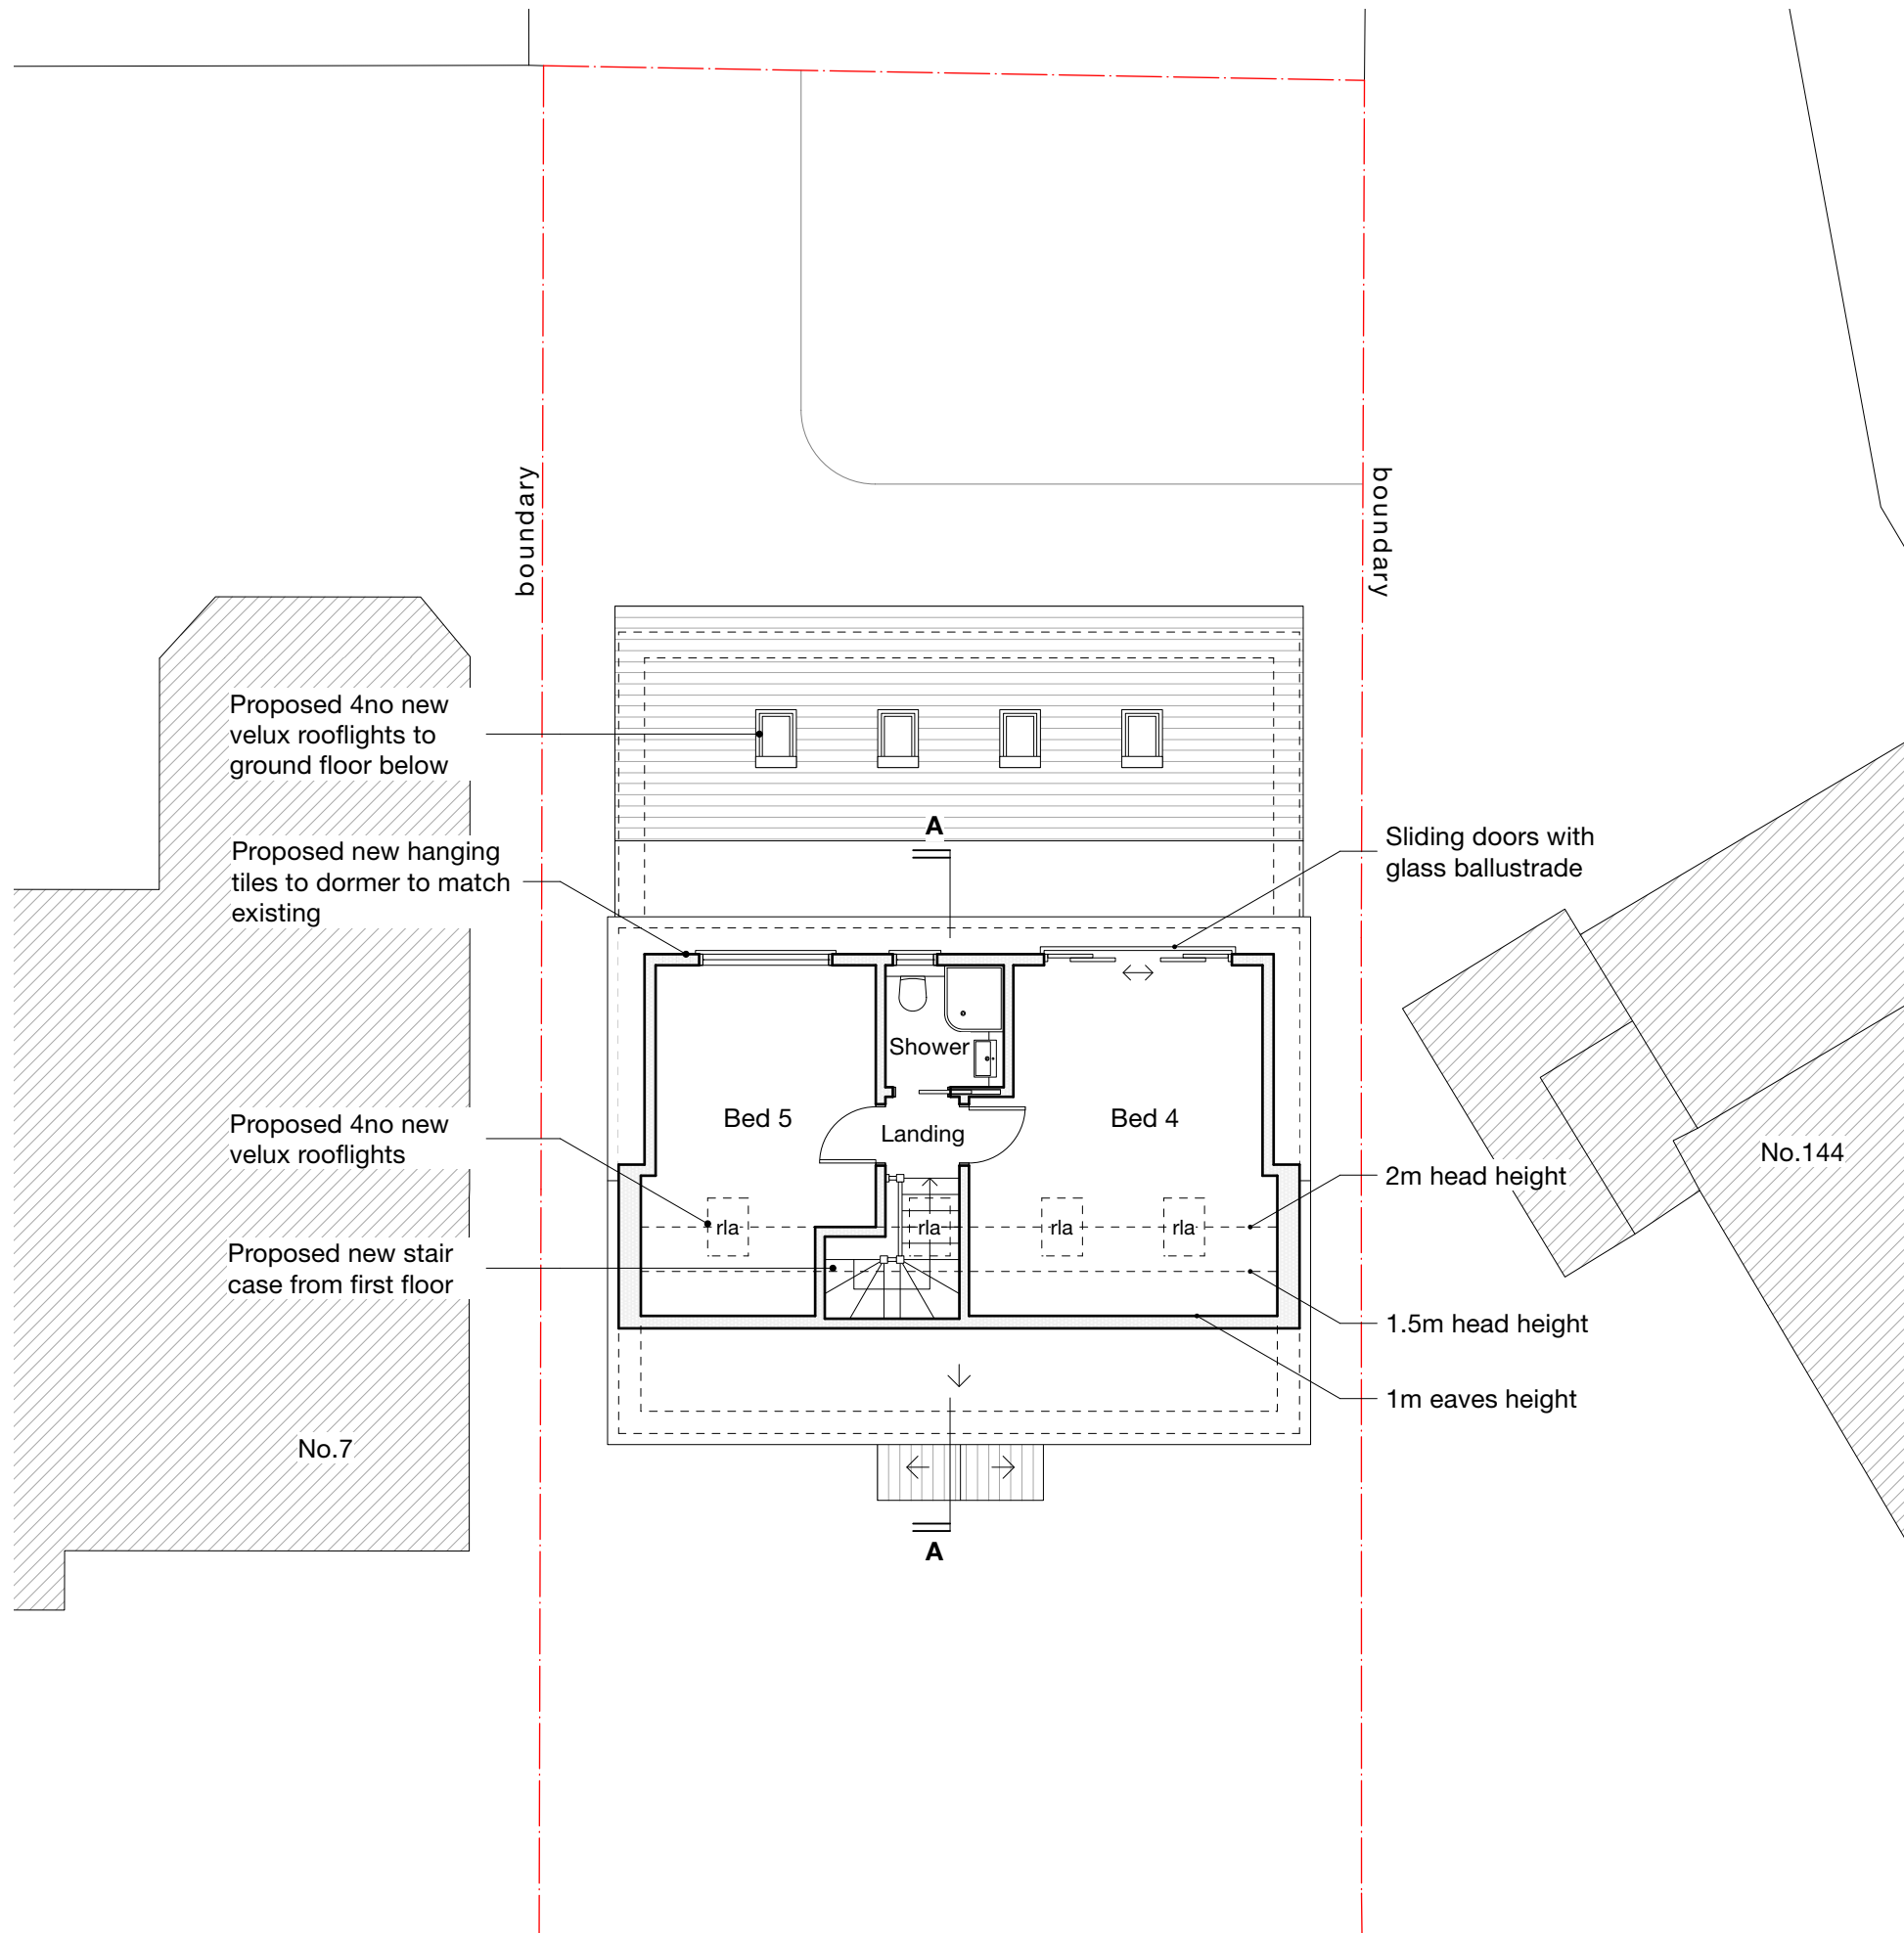 boundary
boundary
Proposed 4no new
velux rooflights to
ground floor below
A
Proposed new hanging
tiles to dormer to match
existing
Sliding doors with
glass ballustrade
Shower
Bed 5
Landing
Bed 4
Proposed 4no new
velux rooflights
No.144
2m head height
rla
rla
rla
rla
Proposed new stair
case from first floor
1.5m head height
1m eaves height
No.7
A